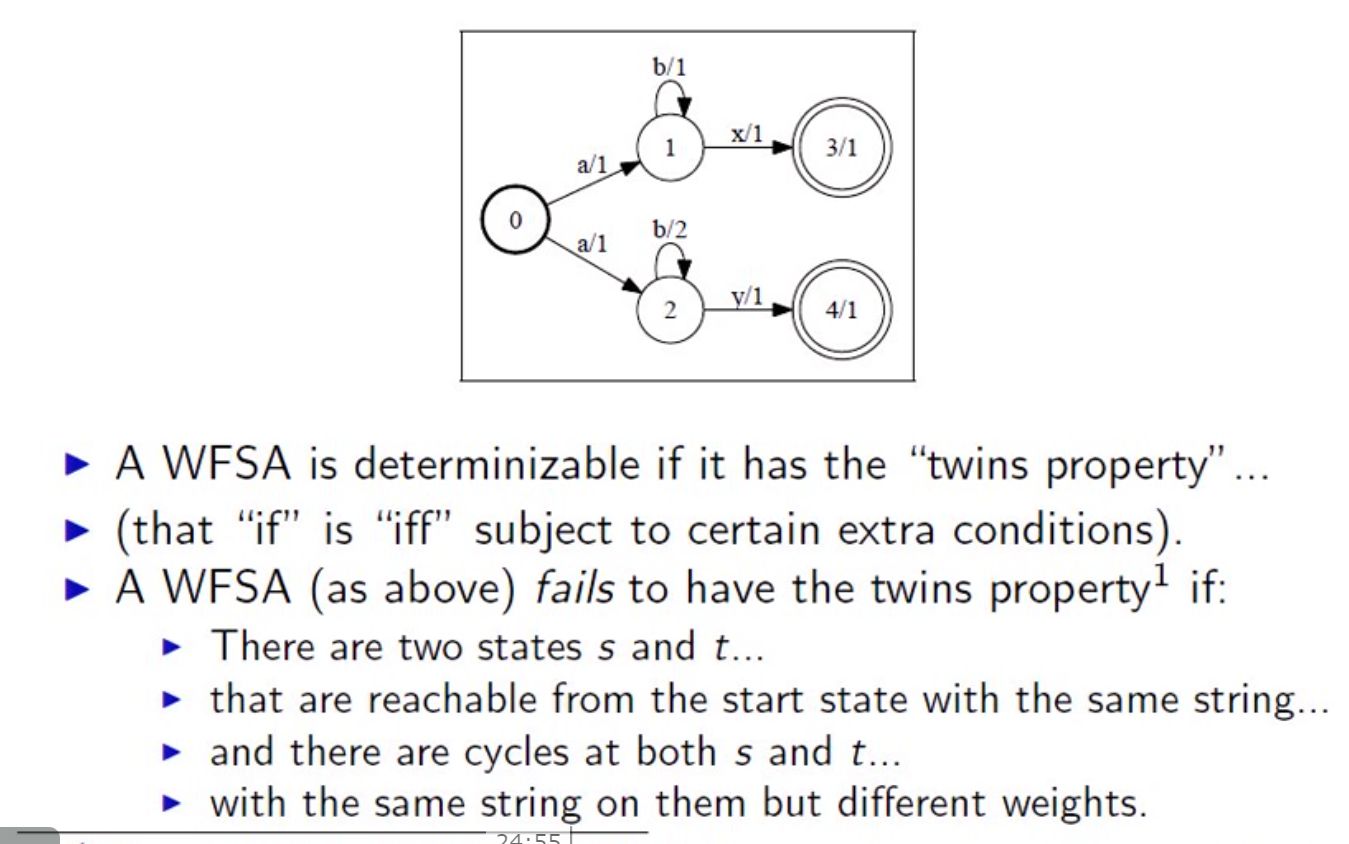 b/1
a/1
1
x/1
3/1
0
a/1
b/2
2
y/1
4/1
▶ A WFSA is determinizable if it has the “twins property”...
▶ (that “if” is “iff” subject to certain extra conditions).
▶ A WFSA (as above) fails to have the twins property¹ if:
▶ There are two states s and t...
▶ that are reachable from the start state with the same string...
▶ and there are cycles at both s and t...
▶ with the same string on them but different weights.
24:55